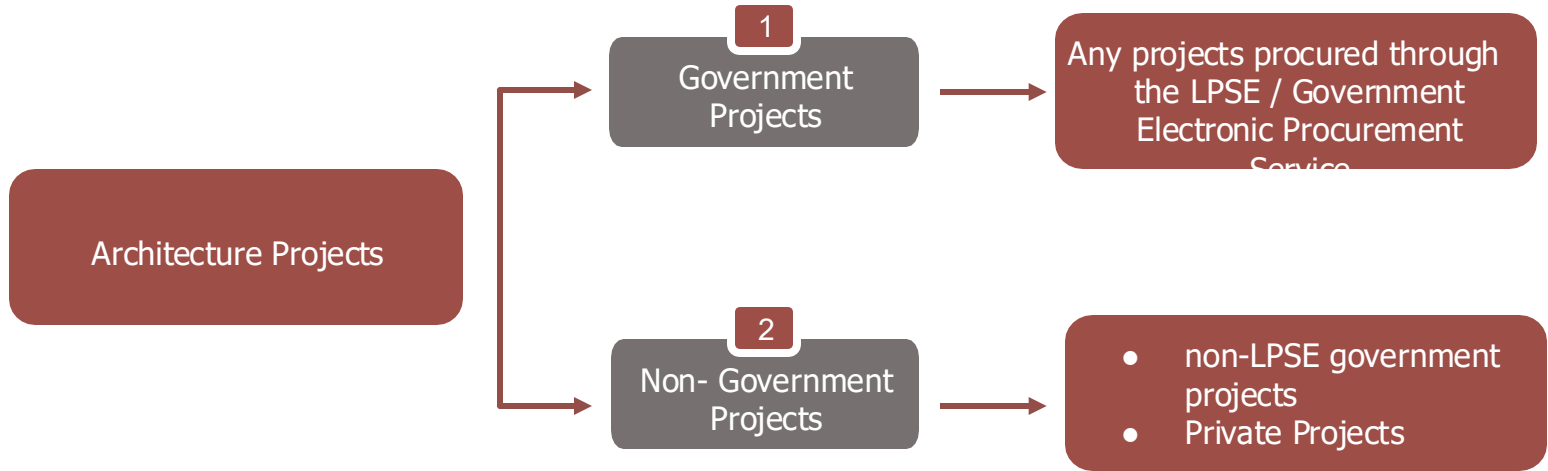 Architecture Projects
1
Government
Projects
Any projects procured through
the LPSE / Government
Electronic Procurement
Service
2
Non- Government
Projects
● non-LPSE government
projects
● Private Projects